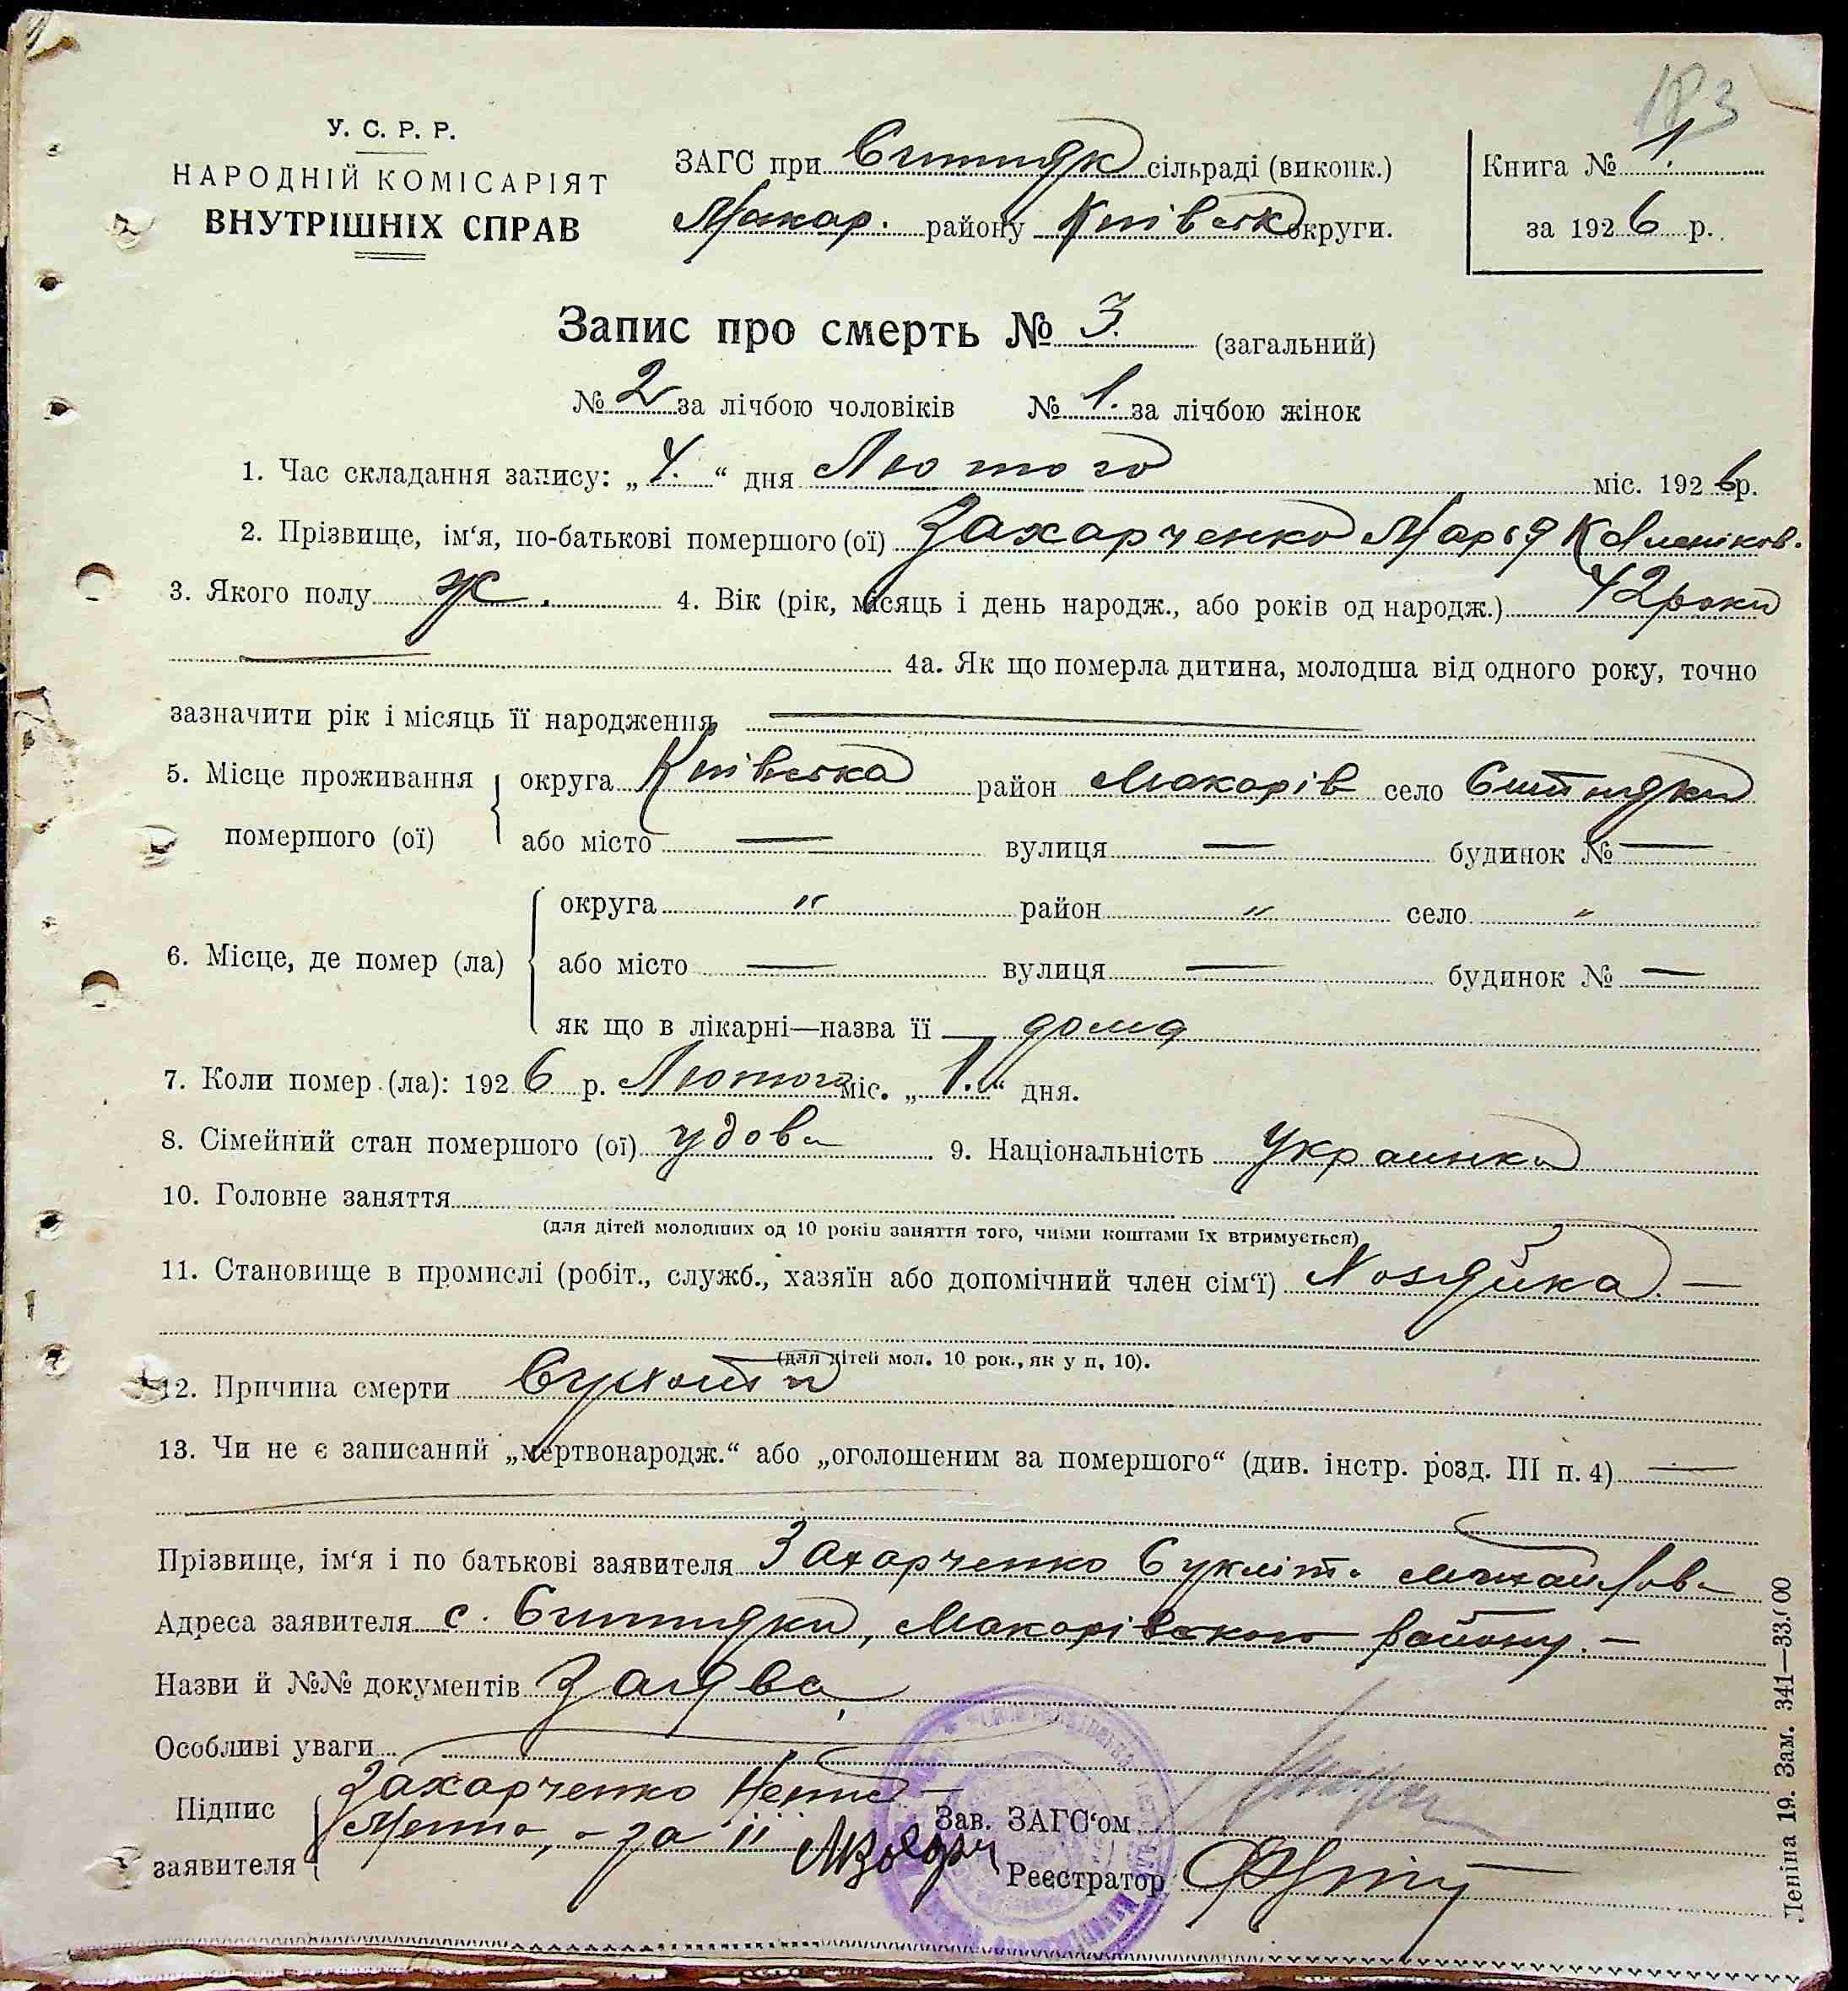 183
У. С. Р. Р.
НАРОДНІЙ КОМІСАРІЯТ
ВНУТРІШНІХ СПРАВ
ЗАГС при Ситняк сільраді (виконк.)
Макар. району Київськ округи.
Книга № 1.
за 1926 р.
Запис про смерть № 3. (загальний)
№ 2 за лічбою чоловіків № 1. за лічбою жінок
1. Час складання запису: „4.“ дня Лютого міс. 1926р.
2. Прізвище, ім‘я, по-батькові помершого (ої) Захарченко Марья
3. Якого полу ж. 4. Вік (рік, місяць і день народж., або років од народж.) 42 роки
4а. Як що померла дитина, молодша від одного року, точно
зазначити рік і місяць її народження —
5. Місце проживання помершого (ої) округа Київська район Макарів село
або місто — вулиця — будинок № —
6. Місце, де помер (ла) округа " район " село "
або місто — вулиця — будинок № —
як що в лікарні—назва її — дома
7. Коли помер (ла): 1926 р. Лютого міс. „1.“ дня.
8. Сімейний стан помершого (ої) удова 9. Національність Украинка
10. Головне заняття
(для дітей молодших од 10 років заняття того, чиїми коштами їх втримується)
11. Становище в промислі (робіт., служб., хазяїн або допомічний член сім‘ї) Хозяйка. —
(для дітей мол. 10 рок., як у п. 10).
12. Причина смерти Сухоти
13. Чи не є записаний „мертвонародж.“ або „оголошеним за помершого“ (див. інстр. розд. III п. 4) —
Прізвище, ім‘я і по батькові заявителя Захарченко
Адреса заявителя с. Макарівського району. —
Назви й №№ документів Заява
Особливі уваги
Підпис заявителя Захарченко
за її
Зав. ЗАГС‘ом
Реєстратор
Леніна 19. Зам. 341—33.000